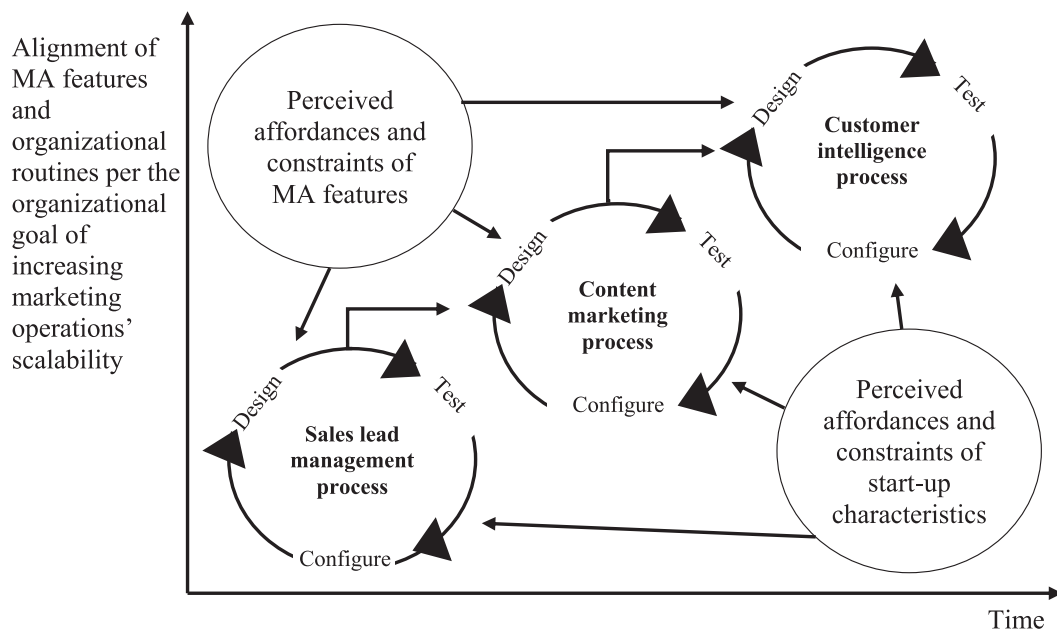 Alignment of
MA features
and
organizational
routines per the
organizational
goal of
increasing
marketing
operations’
scalability
Perceived
affordances and
constraints of
MA features
Design
Test
Customer
intelligence
process
Configure
Design
Test
Content
marketing
process
Configure
Design
Test
Sales lead
management
process
Configure
Perceived
affordances and
constraints of
start-up
characteristics
Time